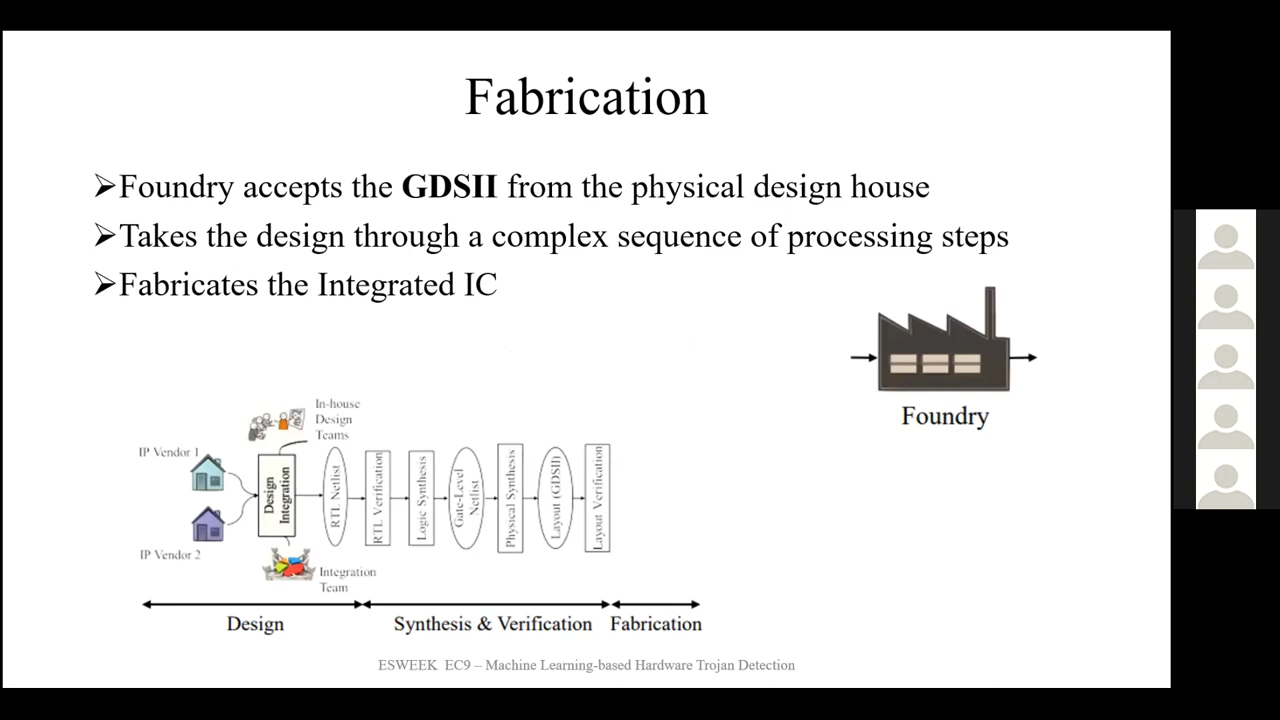 Fabrication
➢Foundry accepts the GDSII from the physical design house
➢Takes the design through a complex sequence of processing steps
➢Fabricates the Integrated IC
Foundry
In-house
Design
Teams
IP Vendor 1
IP Vendor 2
Design
Integration
Integration
Team
RTL Netlist
RTL Verification
Logic Synthesis
Gate-Level
Netlist
Physical Synthesis
Layout (GDSII)
Layout Verification
Design
Synthesis & Verification
Fabrication
ESWEEK EC9 – Machine Learning-based Hardware Trojan Detection